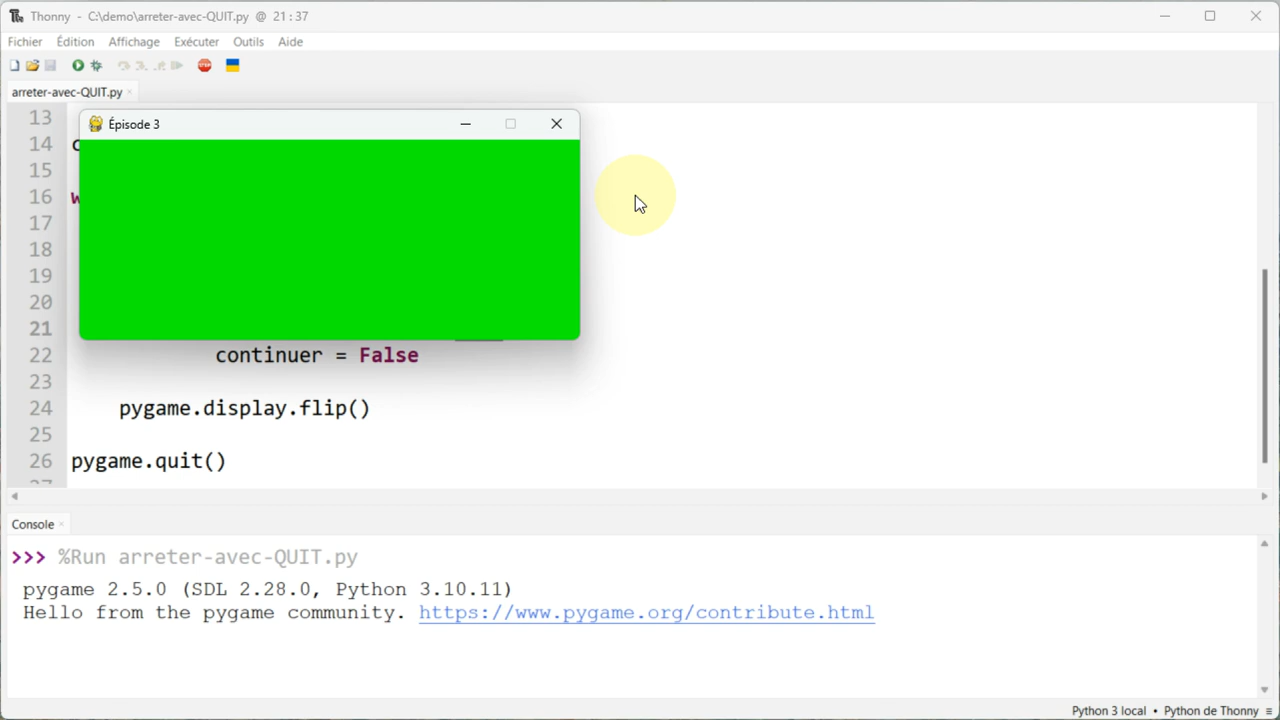 Thonny - C:\demo\arreter-avec-QUIT.py @ 21:37
Fichier Édition Affichage Exécuter Outils Aide
STOP
arreter-avec-QUIT.py ×
Épisode 3
13
14
15
16
17
18
19
20
21
22 continuer = False
23
24 pygame.display.flip()
25
26 pygame.quit()
Console ×
>>> %Run arreter-avec-QUIT.py
pygame 2.5.0 (SDL 2.28.0, Python 3.10.11)
Hello from the pygame community. https://www.pygame.org/contribute.html
Python 3 local • Python de Thonny ≡